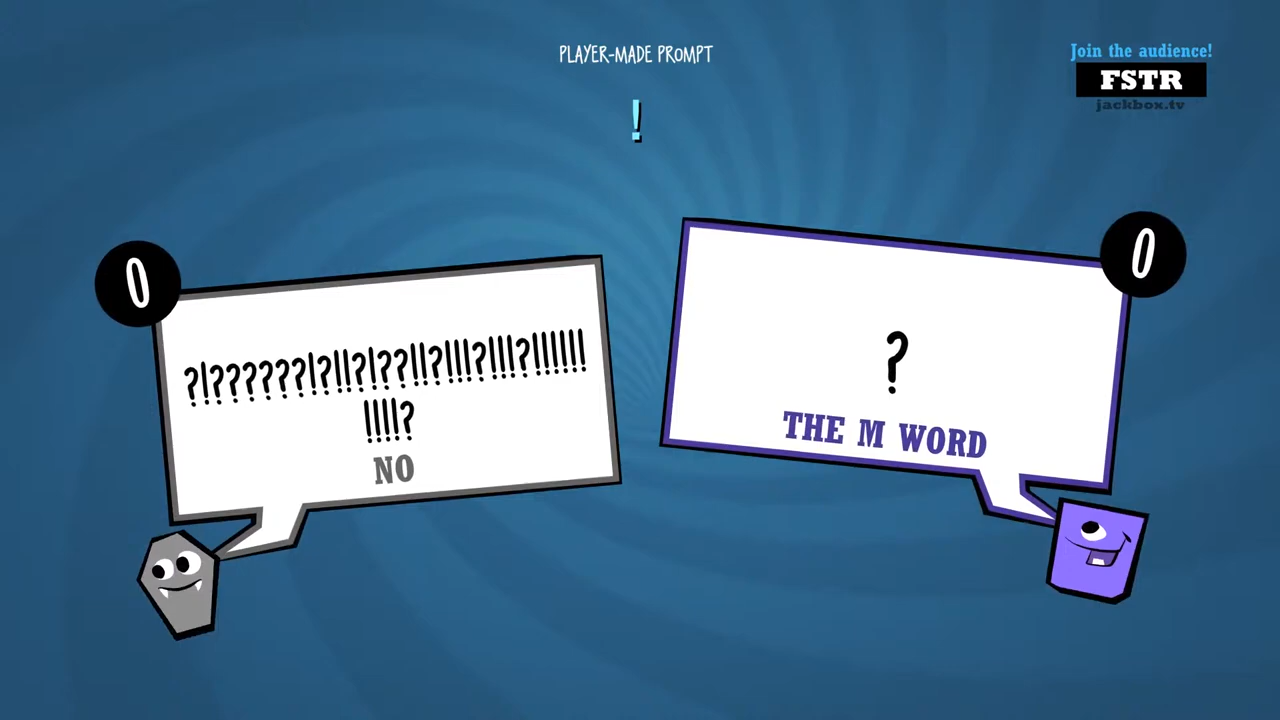 PLAYER-MADE PROMPT
!
Join the audience!
FSTR
jackbox.tv
0
?!??????!?!!?!??!!?!!!?!!!?!!!!!!
!!!!?
NO
0
?
THE M WORD